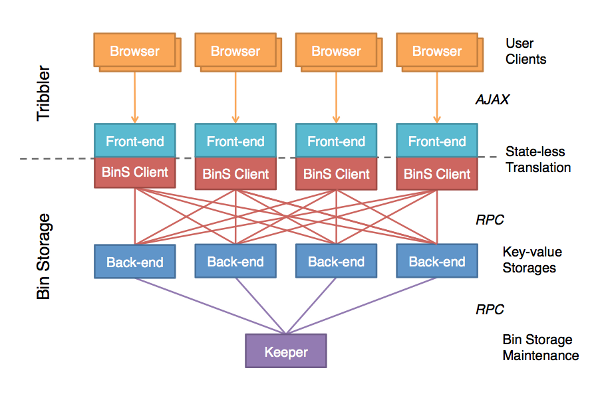 Browser
Browser
Browser
Browser
User
Clients
Tribbler
AJAX
Front-end
Front-end
Front-end
Front-end
State-less
Translation
BinS Client
BinS Client
BinS Client
BinS Client
Bin Storage
RPC
Back-end
Back-end
Back-end
Back-end
Key-value
Storages
RPC
Keeper
Bin Storage
Maintenance